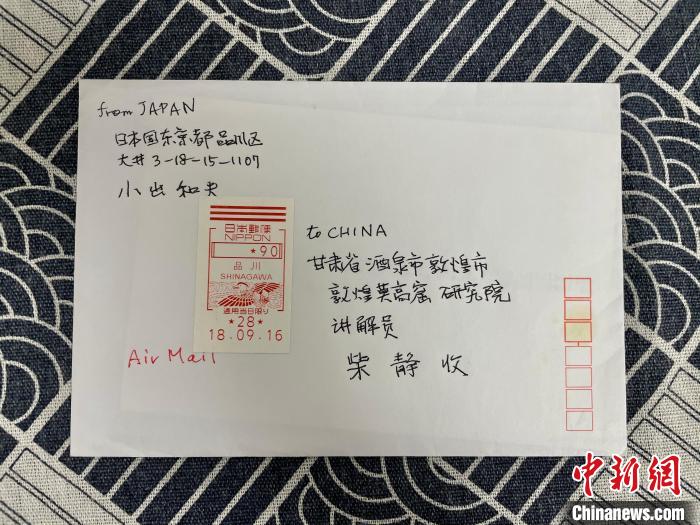 from JAPAN
日本国东京都品川区
大井3-18-15-1107
小出 知史
日本郵便
NIPPON
*90
品川
SHINAGAWA
適用当日限り
*28*
18.09.16
Air Mail
to CHINA
甘肃省酒泉市敦煌市
敦煌莫高窟研究院
讲解员
柴静 收
中新网
Chinanews.com